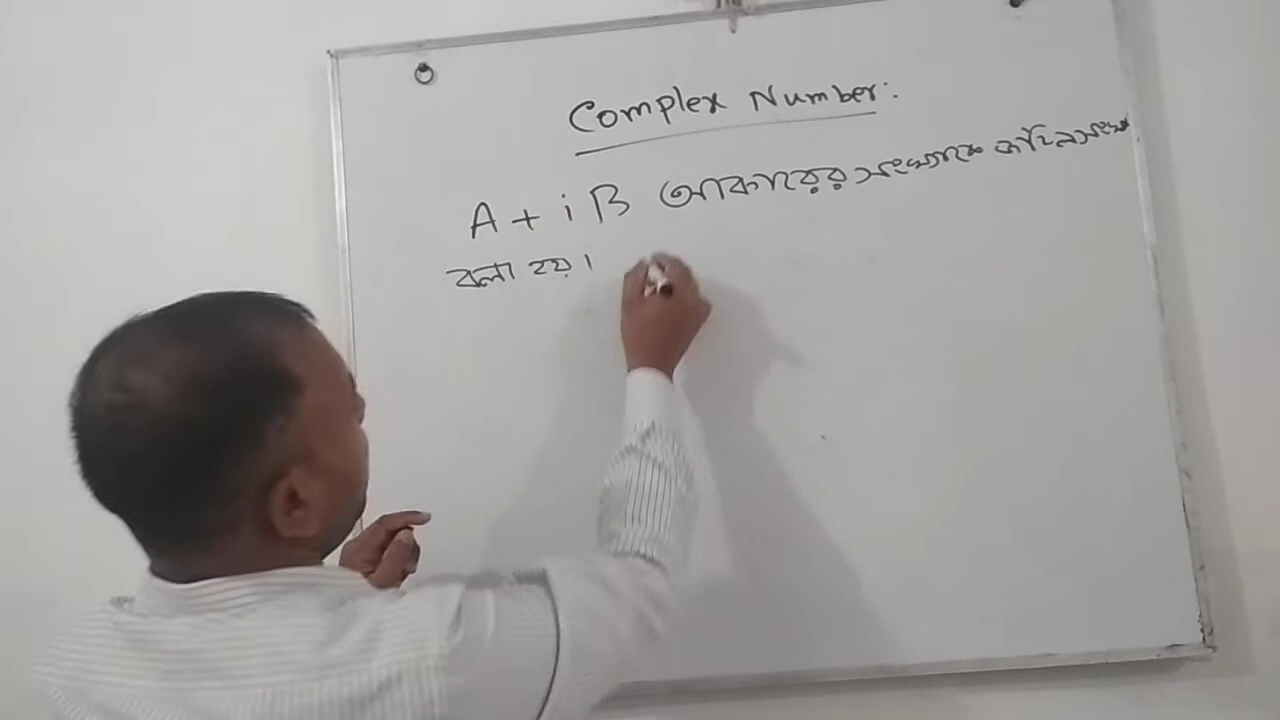 Complex Number:
A + i B আকারের সংখ্যাকে জটিল সংখ্যা
বলা হয়।